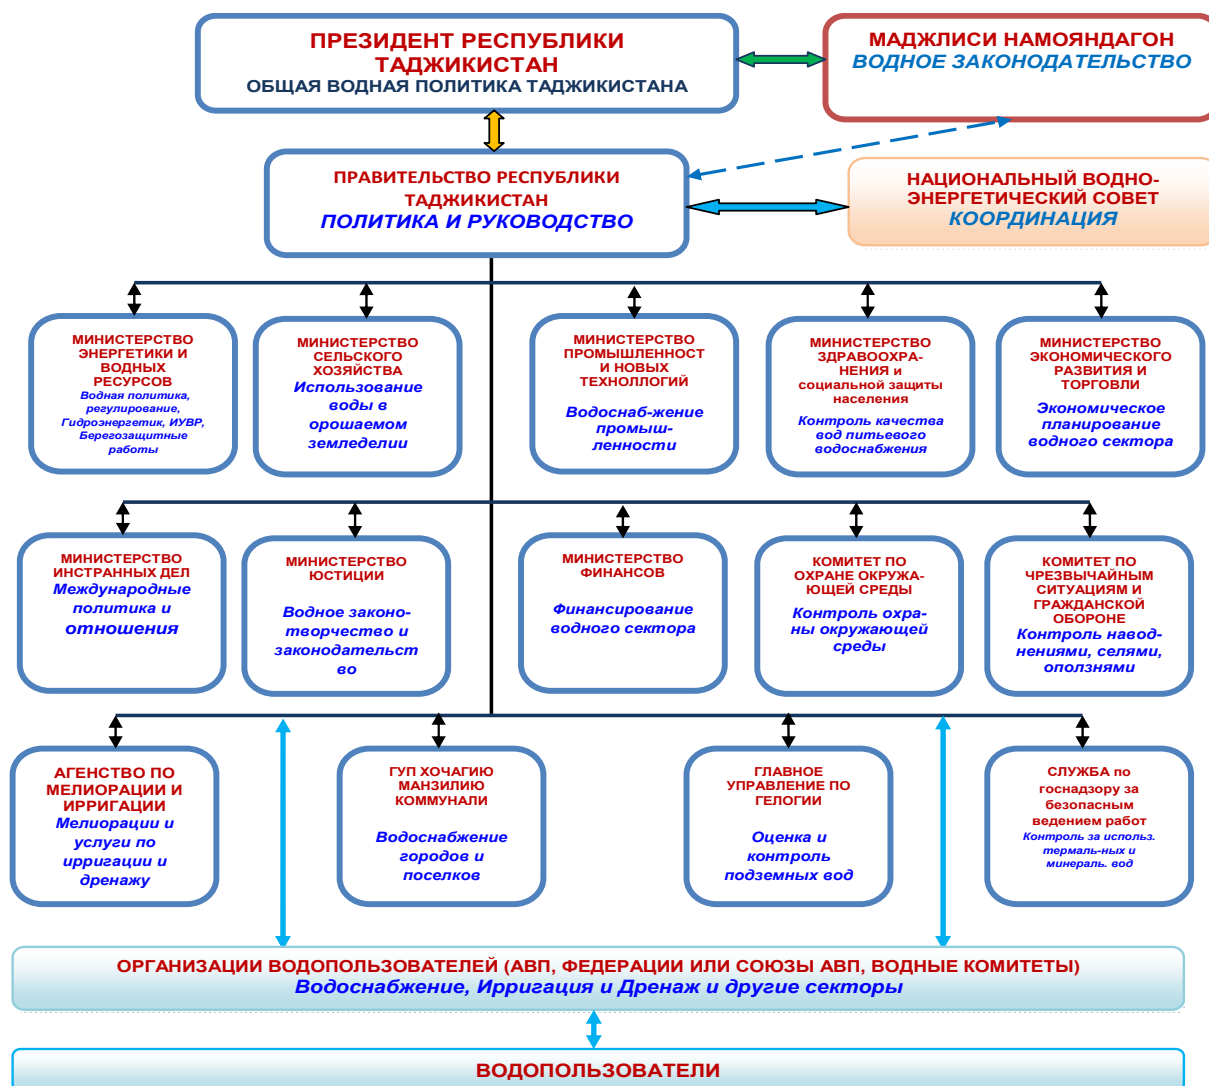 ПРЕЗИДЕНТ РЕСПУБЛИКИ
ТАДЖИКИСТАН
ОБЩАЯ ВОДНАЯ ПОЛИТИКА ТАДЖИКИСТАНА
МАДЖЛИСИ НАМОЯНДАГОН
ВОДНОЕ ЗАКОНОДАТЕЛЬСТВО
ПРАВИТЕЛЬСТВО РЕСПУБЛИКИ
ТАДЖИКИСТАН
ПОЛИТИКА И РУКОВОДСТВО
НАЦИОНАЛЬНЫЙ ВОДНО-
ЭНЕРГЕТИЧЕСКИЙ СОВЕТ
КООРДИНАЦИЯ
МИНИСТЕРСТВО
ЭНЕРГЕТИКИ И
ВОДНЫХ
РЕСУРСОВ
Водная политика,
регулирование,
Гидроэнергетик, ИУВР,
Берегозащитные
работы
МИНИСТЕРСТВО
СЕЛЬСКОГО
ХОЗЯЙСТВА
Использование
воды в
орошаемом
земледелии
МИНИСТЕРСТВО
ПРОМЫШЛЕННОСТ
И НОВЫХ
ТЕХНОЛЛОГИЙ
Водоснаб-жение
промыш-
ленности
МИНИСТЕРСТВО
ЗДРАВООХРА-
НЕНИЯ и
социальной защиты
населения
Контроль качества
вод питьевого
водоснабжения
МИНИСТЕРСТВО
ЭКОНОМИЧЕСКОГО
РАЗВИТИЯ И
ТОРГОВЛИ
Экономическое
планирование
водного сектора
МИНИСТЕРСТВО
ИНСТРАННЫХ ДЕЛ
Международные
политика и
отношения
МИНИСТЕРСТВО
ЮСТИЦИИ
Водное законо-
творчество и
законодательст
во
МИНИСТЕРСТВО
ФИНАНСОВ
Финансирование
водного сектора
КОМИТЕТ ПО
ОХРАНЕ ОКРУЖА-
ЮЩЕЙ СРЕДЫ
Контроль охра-
ны окружающей
среды
КОМИТЕТ ПО
ЧРЕЗВЫЧАЙНЫМ
СИТУАЦИЯМ И
ГРАЖДАНСКОЙ
ОБОРОНЕ
Контроль навод-
нениями, селями,
оползнями
АГЕНСТВО ПО
МЕЛИОРАЦИИ И
ИРРИГАЦИИ
Мелиорации и
услуги по
ирригации и
дренажу
ГУП ХОЧАГИЮ
МАНЗИЛИЮ
КОММУНАЛИ
Водоснабжение
городов и
поселков
ГЛАВНОЕ
УПРАВЛЕНИЕ ПО
ГЕЛОГИИ
Оценка и
контроль
подземных вод
СЛУЖБА по
госнадзору за
безопасным
ведением работ
Контроль за использ.
термаль-ных и
минераль. вод
ОРГАНИЗАЦИИ ВОДОПОЛЬЗОВАТЕЛЕЙ (АВП, ФЕДЕРАЦИИ ИЛИ СОЮЗЫ АВП, ВОДНЫЕ КОМИТЕТЫ)
Водоснабжение, Ирригация и Дренаж и другие секторы
ВОДОПОЛЬЗОВАТЕЛИ